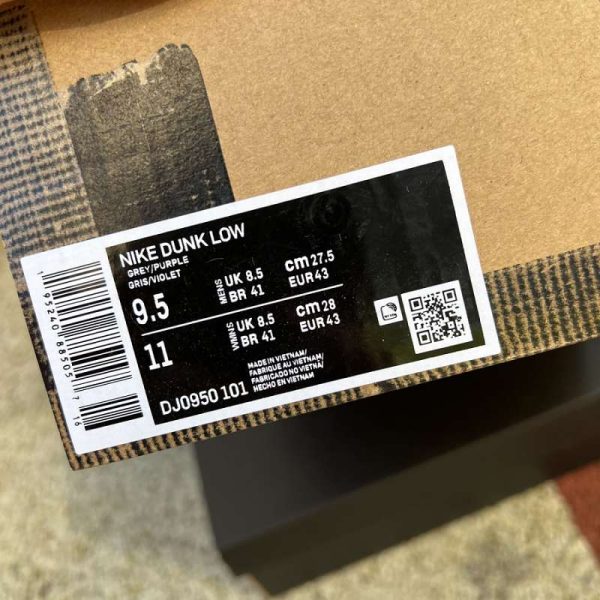 NIKE DUNK LOW
GREY/PURPLE
GRIS/VIOLET
9.5
MENS
UK 8.5
BR 41
cm 27.5
EUR 43
11
WMNS
UK 8.5
BR 41
cm 28
EUR 43
DJ0950 101
MADE IN VIETNAM/
FABRIQUE AU VIETNAM/
FABRICADO NO VIETNÃ/
HECHO EN VIETNAM
1 95240 88505 7 16